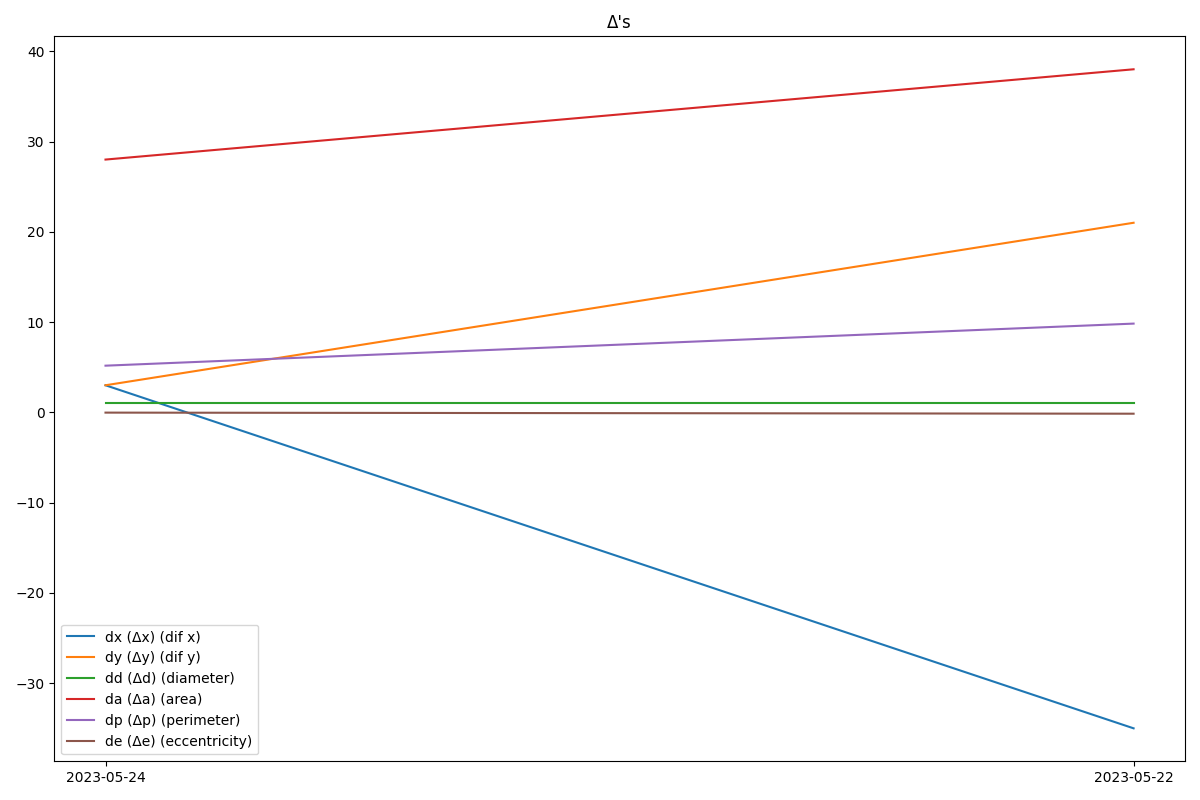 Δ's
40
30
20
10
0
−10
−20
−30
dx (Δx) (dif x)
dy (Δy) (dif y)
dd (Δd) (diameter)
da (Δa) (area)
dp (Δp) (perimeter)
de (Δe) (eccentricity)
2023-05-24 2023-05-22